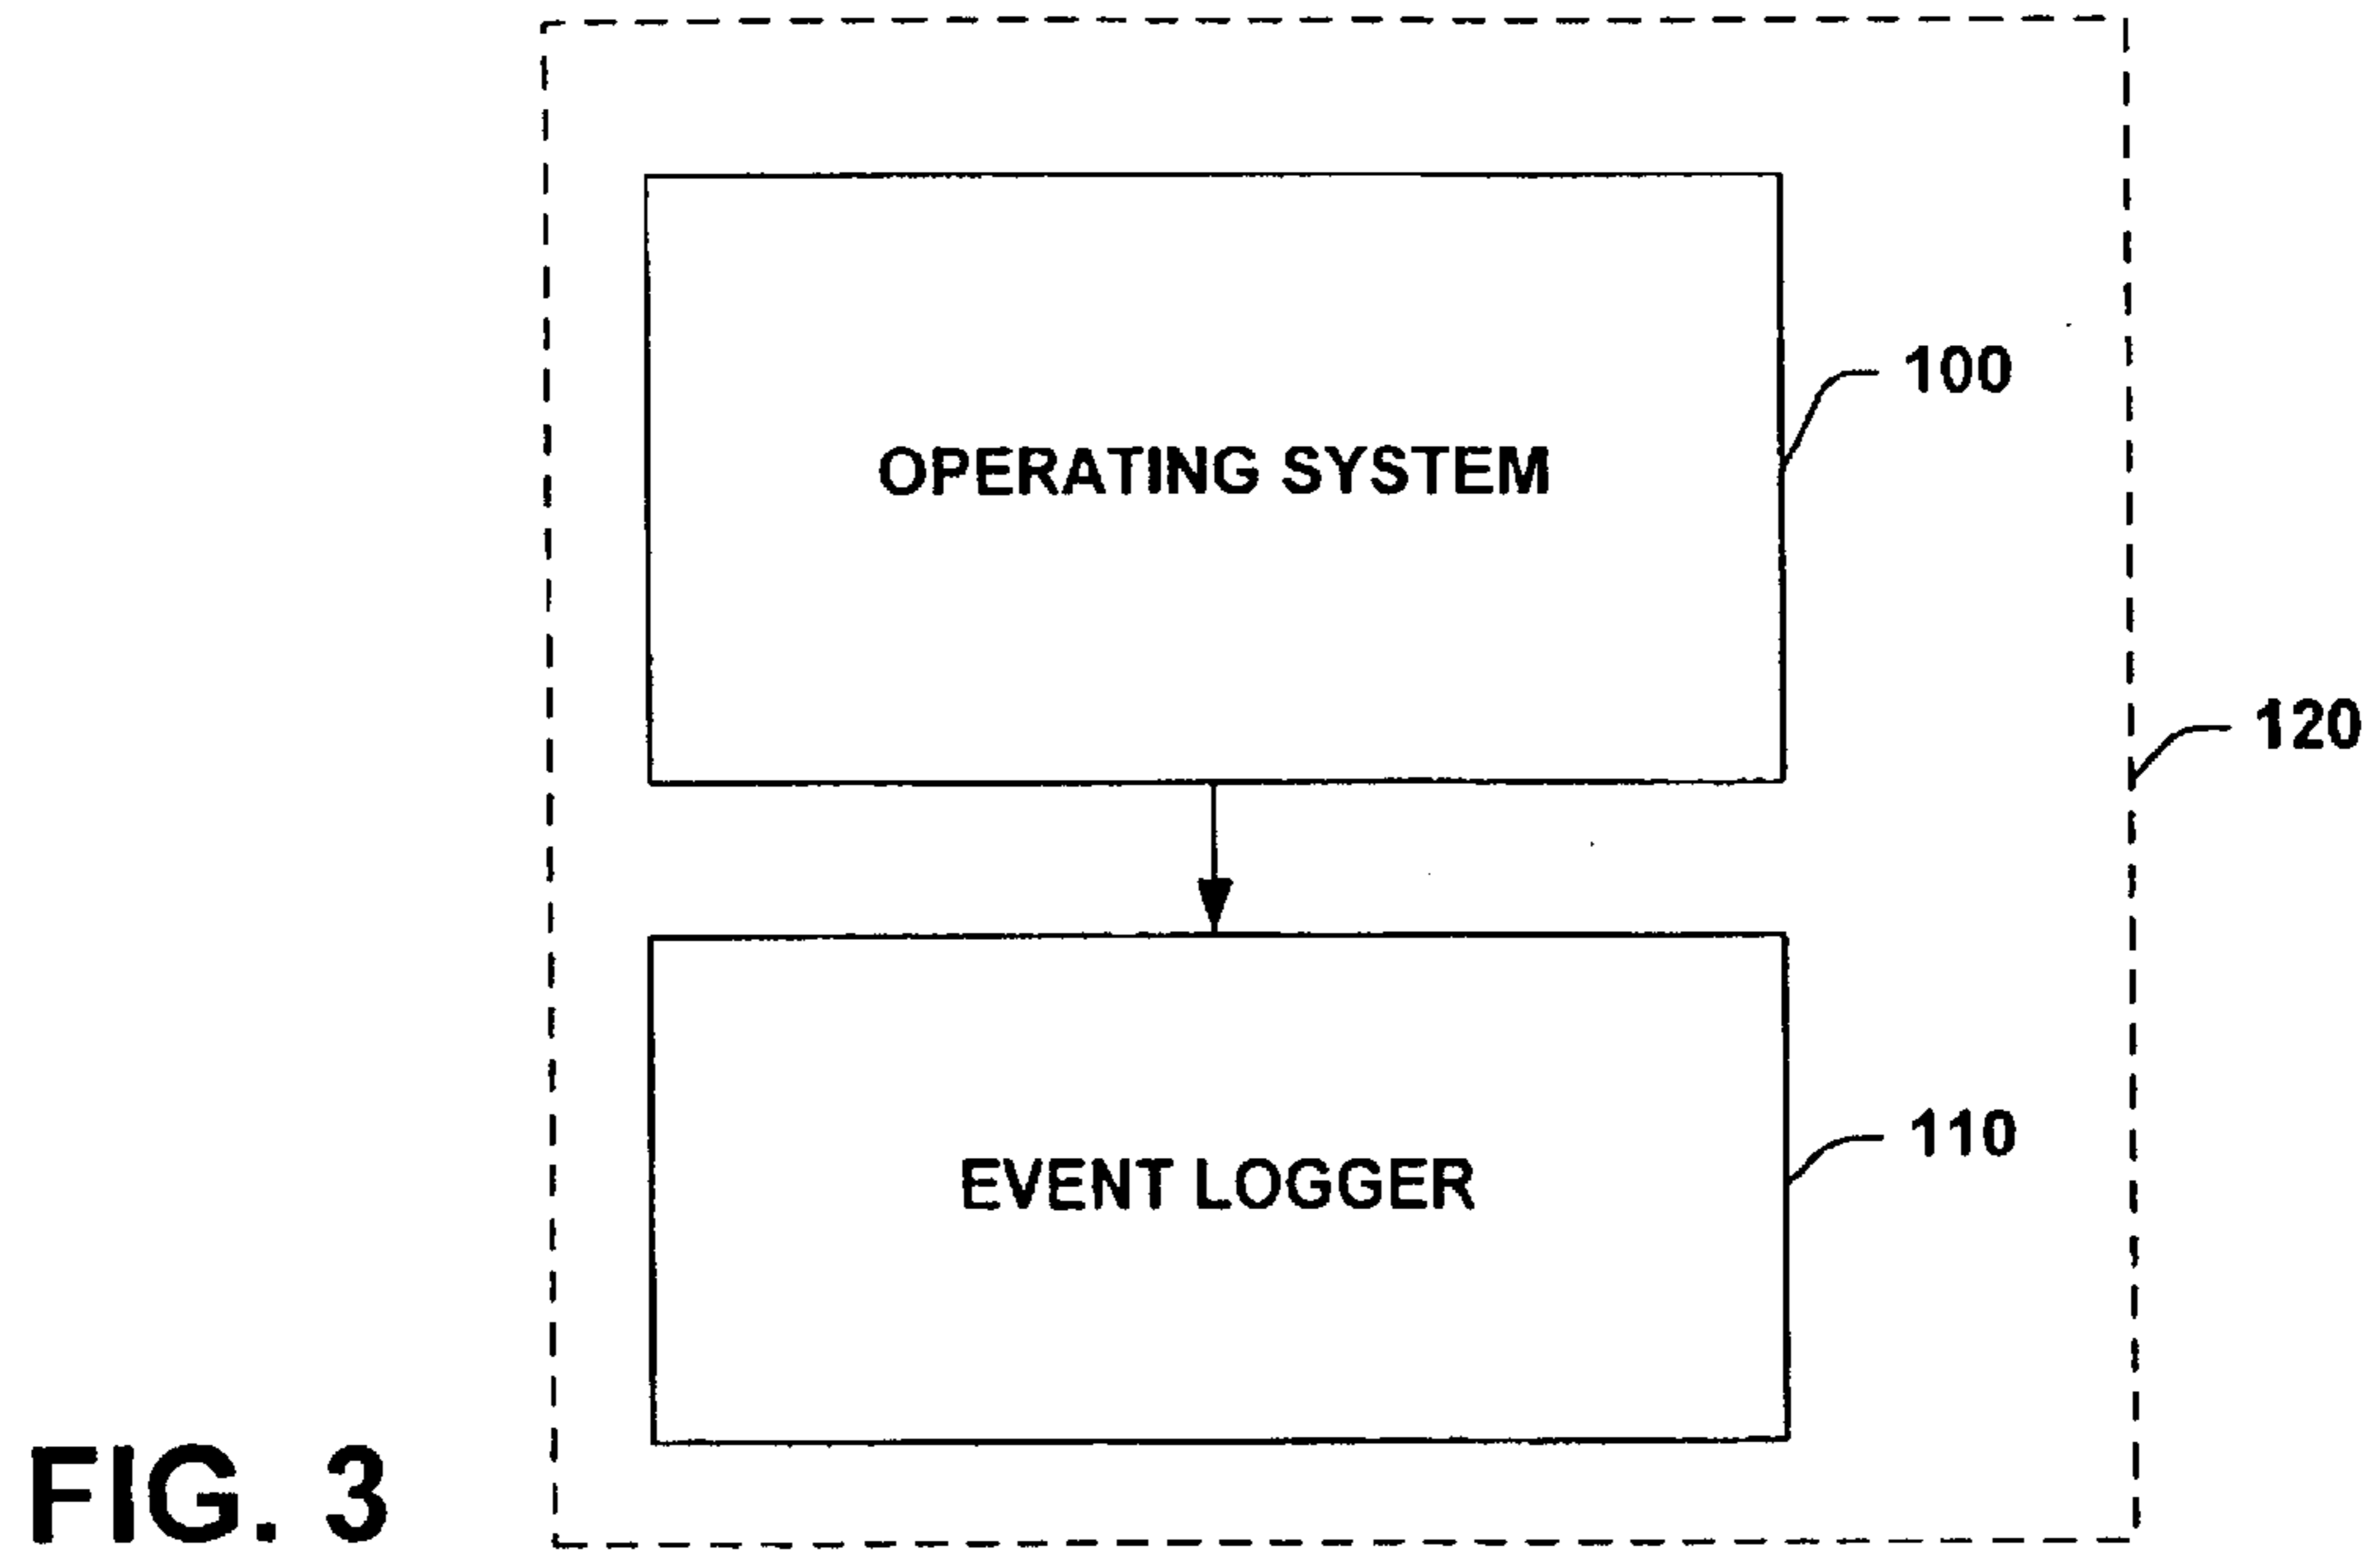 100
OPERATING SYSTEM
120
110
EVENT LOGGER
FIG. 3